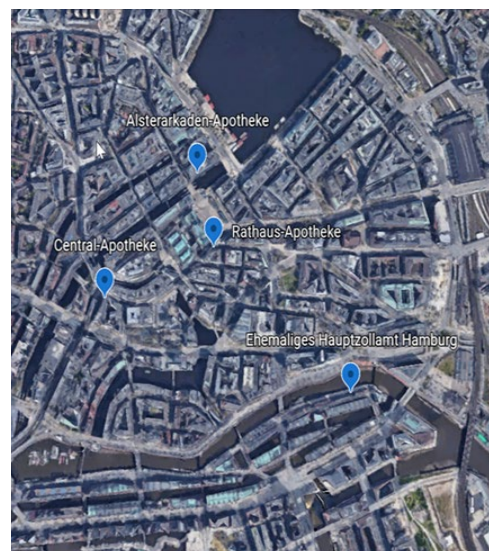 Alsterarkaden-Apotheke
Rathaus-Apotheke
Central-Apotheke
Ehemaliges Hauptzollamt Hamburg